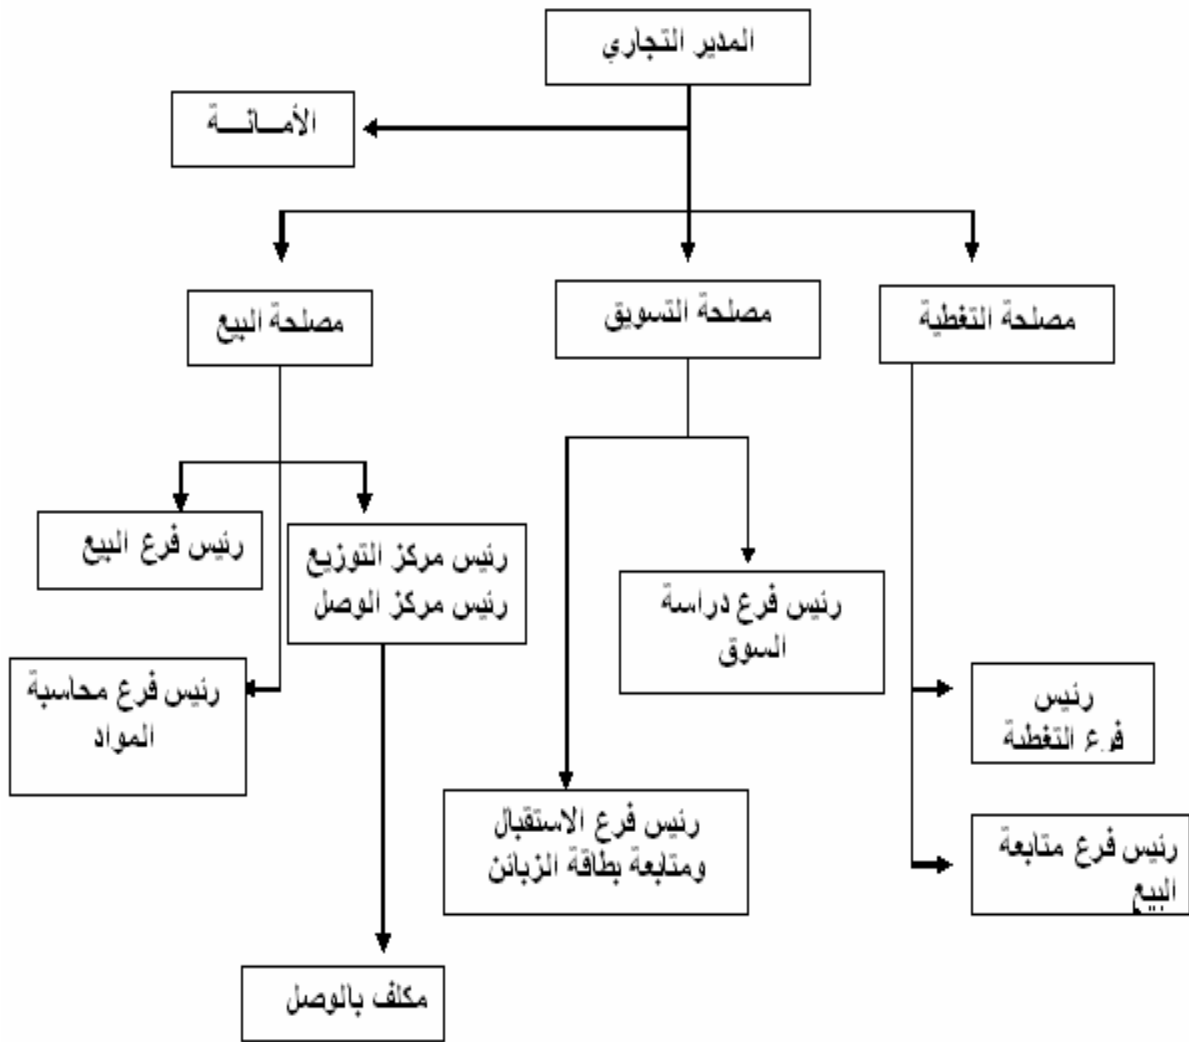 المدير التجاري
الأمـــانـــة
مصلحة التغطية
مصلحة التسويق
مصلحة البيع
رئيس فرع البيع
رئيس مركز التوزيع
رئيس مركز الوصل
رئيس فرع دراسة
السوق
رئيس فرع محاسبة
المواد
رئيس
فرع التغطية
رئيس فرع الاستقبال
ومتابعة بطاقة الزبائن
رئيس فرع متابعة
البيع
مكلف بالوصل